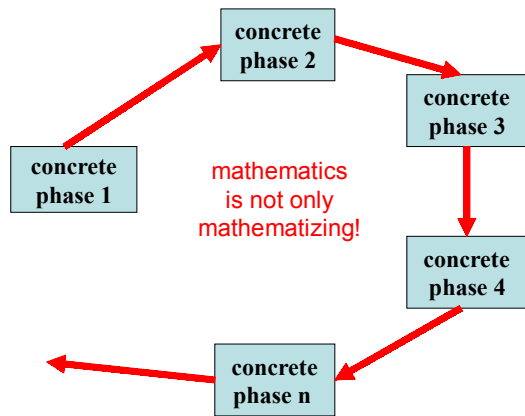 concrete
phase 2
concrete
phase 3
concrete
phase 1
mathematics
is not only
mathematizing!
concrete
phase 4
concrete
phase n